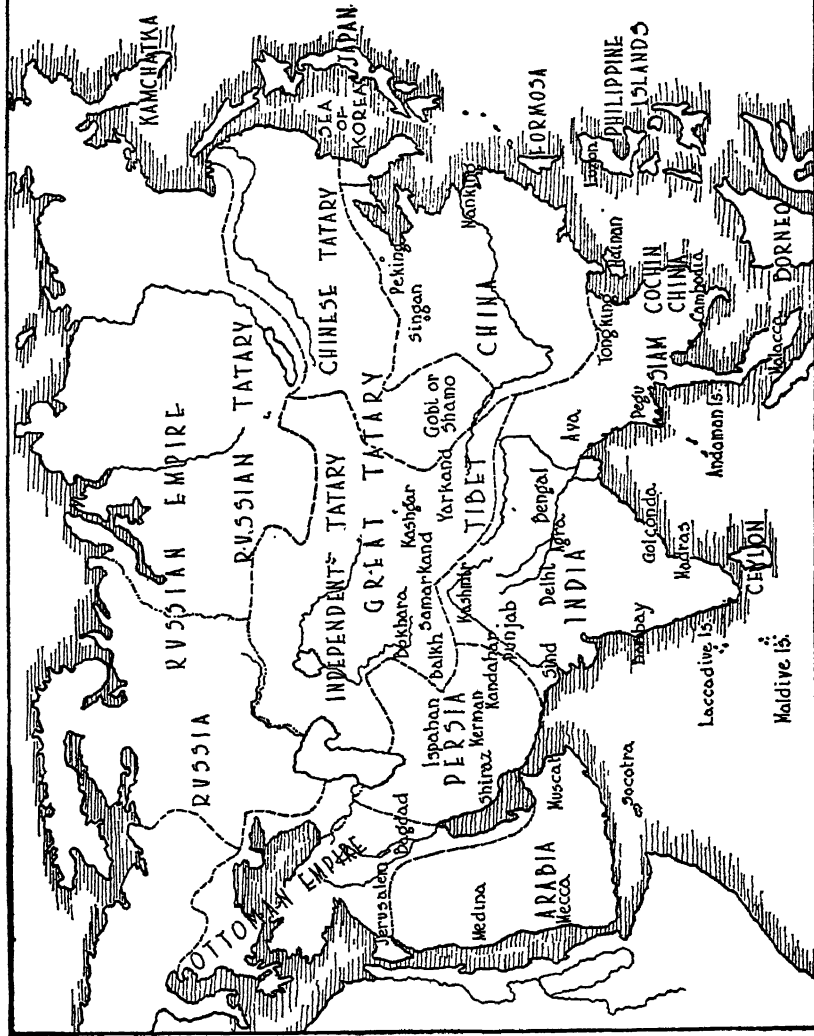 KAMCHATKA
RUSSIAN EMPIRE
RUSSIAN TATARY
RUSSIA
CHINESE TATARY
SEA
OF
KOREA
JAPAN
INDEPENDENT TATARY
GREAT TATARY
OTTOMAN EMPIRE
Peking
Singan
Gobi or
Shamo
Kashgar
Yarkand
Samarkand
Bokhara
Balkh
Nanking
CHINA
TIBET
Kashmir
Ispahan
PERSIA
Kerman
Shiraz
Kandahar
Punjab
Bagdad
Jerusalem
FORMOSA
PHILIPPINE
ISLANDS
Luzon
Hainan
Tongking
COCHIN
CHINA
Cambodia
SIAM
Pegu
Ava
Bengal
Agra
Delhi
INDIA
Sind
Muscat
Medina
ARABIA
Mecca
Golconda
Madras
Bombay
Socotra
BORNEO
Malacca
Andaman Is.
CEYLON
Laccadive Is.
Maldive Is.